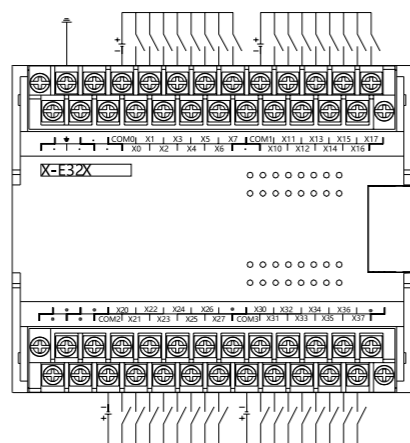 COM0 X1 X3 X5 X7 COM1 X11 X13 X15 X17
X0 X2 X4 X6 X10 X12 X14 X16
X-E32X
X20 X22 X24 X26 X30 X32 X34 X36
COM2 X21 X23 X25 X27 COM3 X31 X33 X35 X37